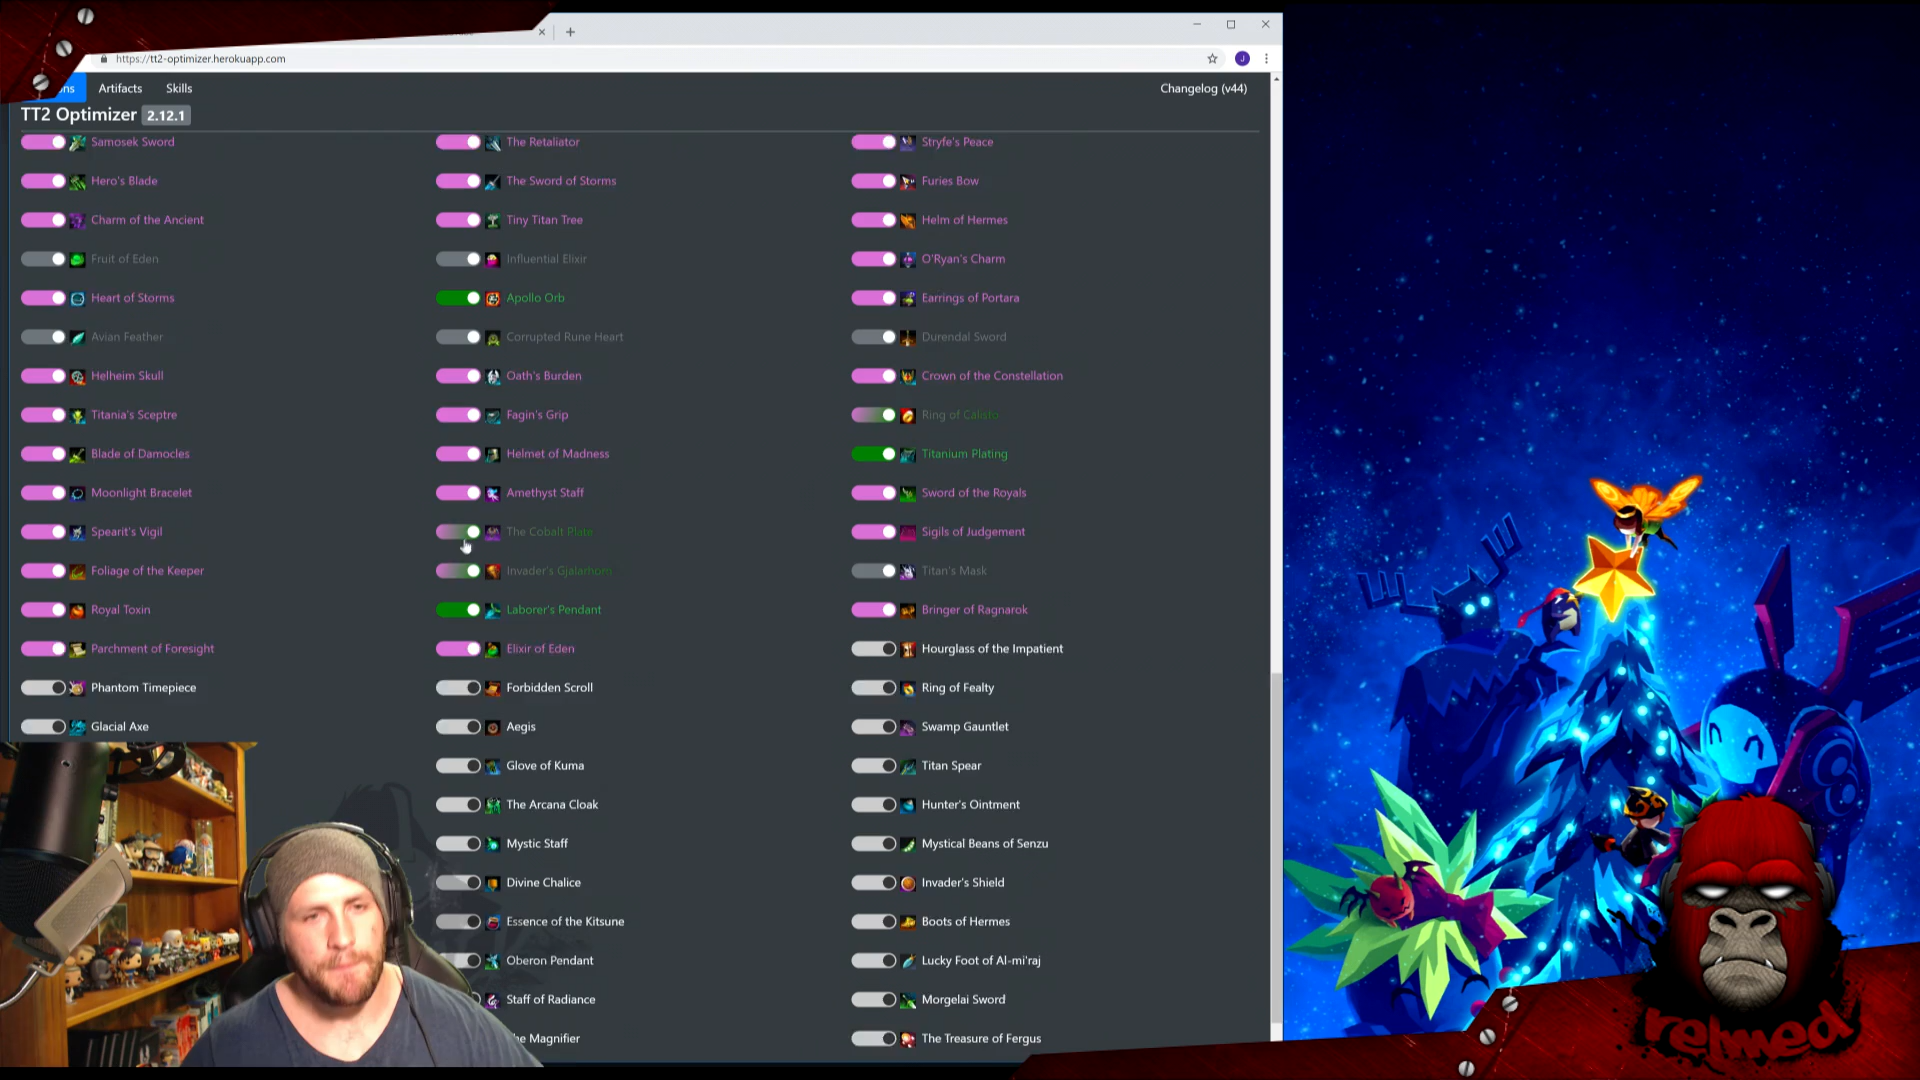 https://tt2-optimizer.herokuapp.com
J
Artifacts
Skills
Changelog (v44)
TT2 Optimizer 2.12.1
Samosek Sword
The Retaliator
Stryfe's Peace
Hero's Blade
The Sword of Storms
Furies Bow
Charm of the Ancient
Tiny Titan Tree
Helm of Hermes
Fruit of Eden
Influential Elixir
O'Ryan's Charm
Heart of Storms
Apollo Orb
Earrings of Portara
Avian Feather
Corrupted Rune Heart
Durendal Sword
Helheim Skull
Oath's Burden
Crown of the Constellation
Titania's Sceptre
Fagin's Grip
Ring of Calisto
Blade of Damocles
Helmet of Madness
Titanium Plating
Moonlight Bracelet
Amethyst Staff
Sword of the Royals
Spearit's Vigil
The Cobalt Plate
Sigils of Judgement
Foliage of the Keeper
Invader's Gjalarhorn
Titan's Mask
Royal Toxin
Laborer's Pendant
Bringer of Ragnarok
Parchment of Foresight
Elixir of Eden
Hourglass of the Impatient
Phantom Timepiece
Forbidden Scroll
Ring of Fealty
Glacial Axe
Aegis
Swamp Gauntlet
Glove of Kuma
Titan Spear
The Arcana Cloak
Hunter's Ointment
Mystic Staff
Mystical Beans of Senzu
Divine Chalice
Invader's Shield
Essence of the Kitsune
Boots of Hermes
Oberon Pendant
Lucky Foot of Al-mi'raj
Staff of Radiance
Morgelai Sword
Magnifier
The Treasure of Fergus